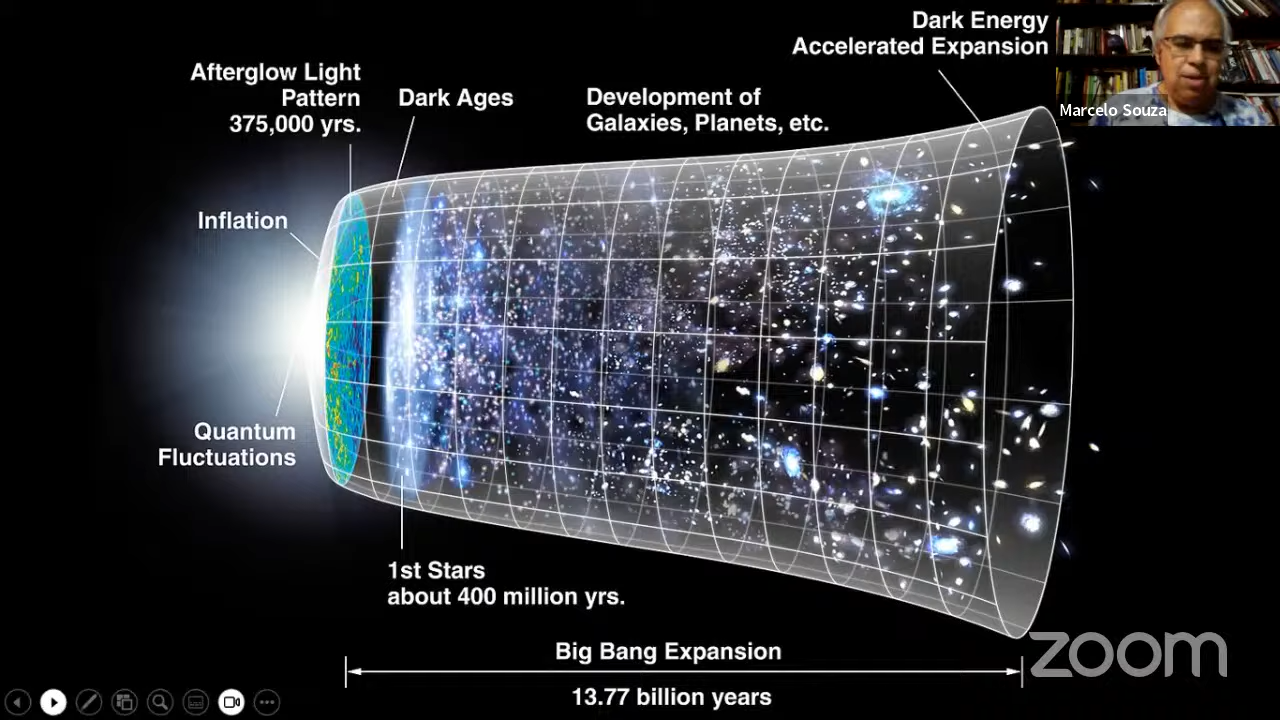 Dark Energy
Accelerated Expansion
Marcelo Souza
Afterglow Light
Pattern
375,000 yrs.
Dark Ages
Development of
Galaxies, Planets, etc.
Inflation
Quantum
Fluctuations
1st Stars
about 400 million yrs.
Big Bang Expansion
13.77 billion years
zoom